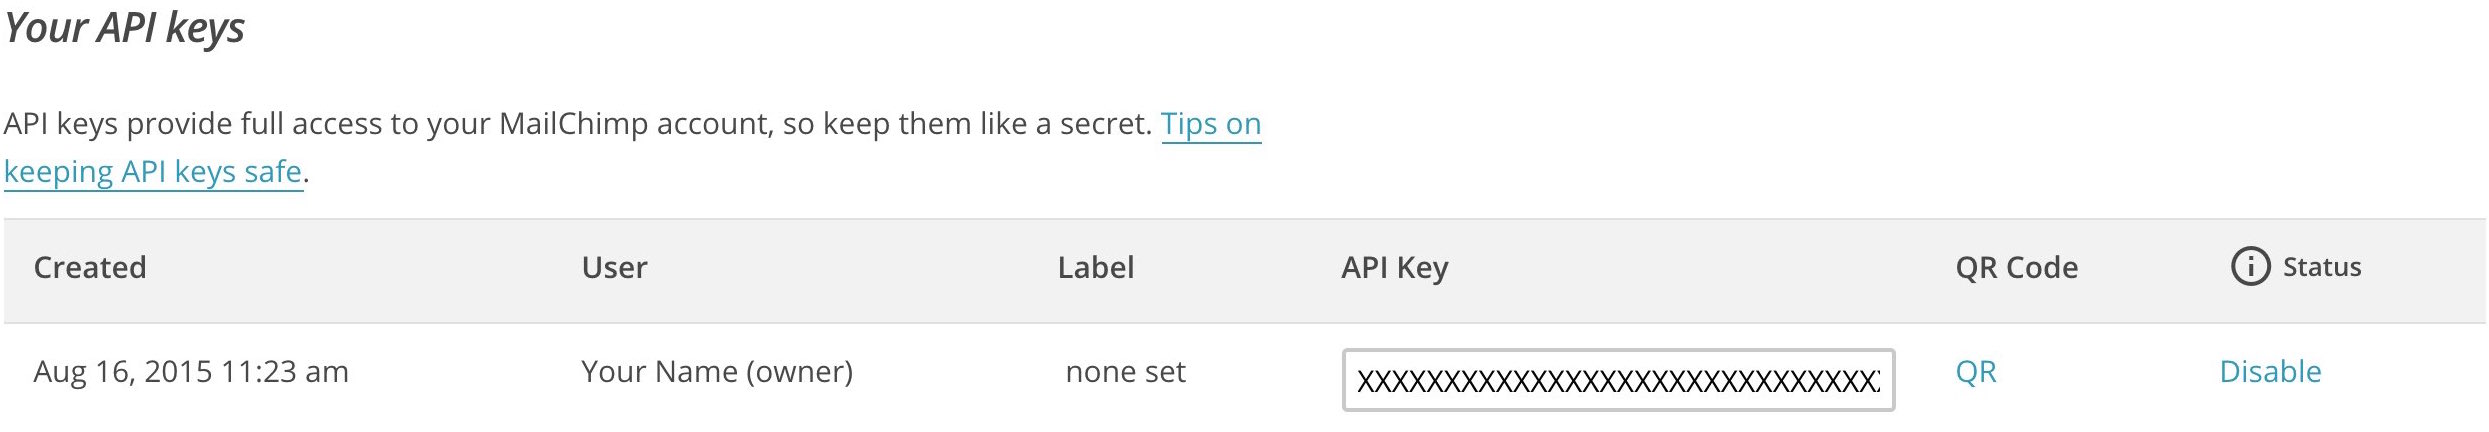 Your API keys
API keys provide full access to your MailChimp account, so keep them like a secret. Tips on
keeping API keys safe.
Created User Label API Key QR Code i Status
Aug 16, 2015 11:23 am Your Name (owner) none set XXXXXXXXXXXXXXXXXXXXXXXXXXXXXX QR Disable